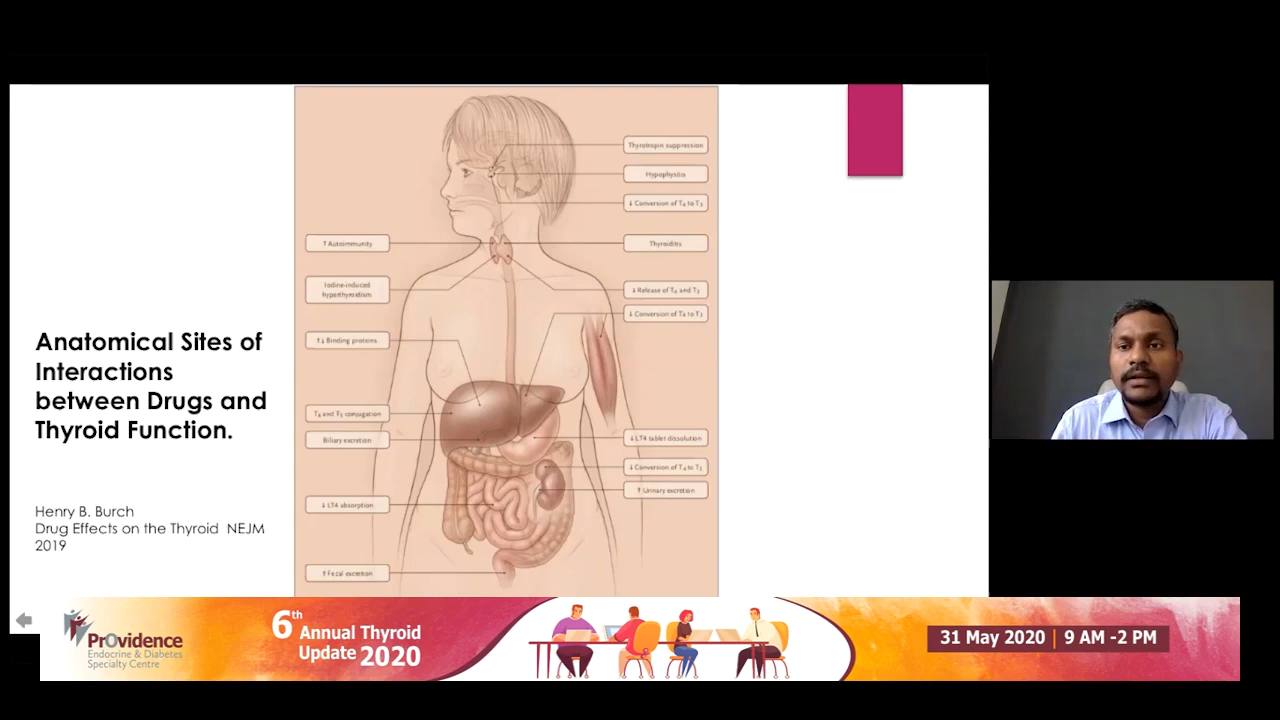 Anatomical Sites of
Interactions
between Drugs and
Thyroid Function.
Henry B. Burch
Drug Effects on the Thyroid NEJM
2019
Thyrotropin suppression
Hypophysitis
↓ Conversion of T4 to T3
↑ Autoimmunity
Thyroiditis
Iodine-induced
hyperthyroidism
↓ Release of T4 and T3
↓ Conversion of T4 to T3
↑↓ Binding proteins
T4 and T3 conjugation
Biliary excretion
↓ LT4 tablet dissolution
↓ Conversion of T4 to T3
↑ Urinary excretion
↓ LT4 absorption
↑ Fecal excretion
PrOvidence
Endocrine & Diabetes
Specialty Centre
6th Annual Thyroid
Update 2020
31 May 2020 | 9 AM -2 PM